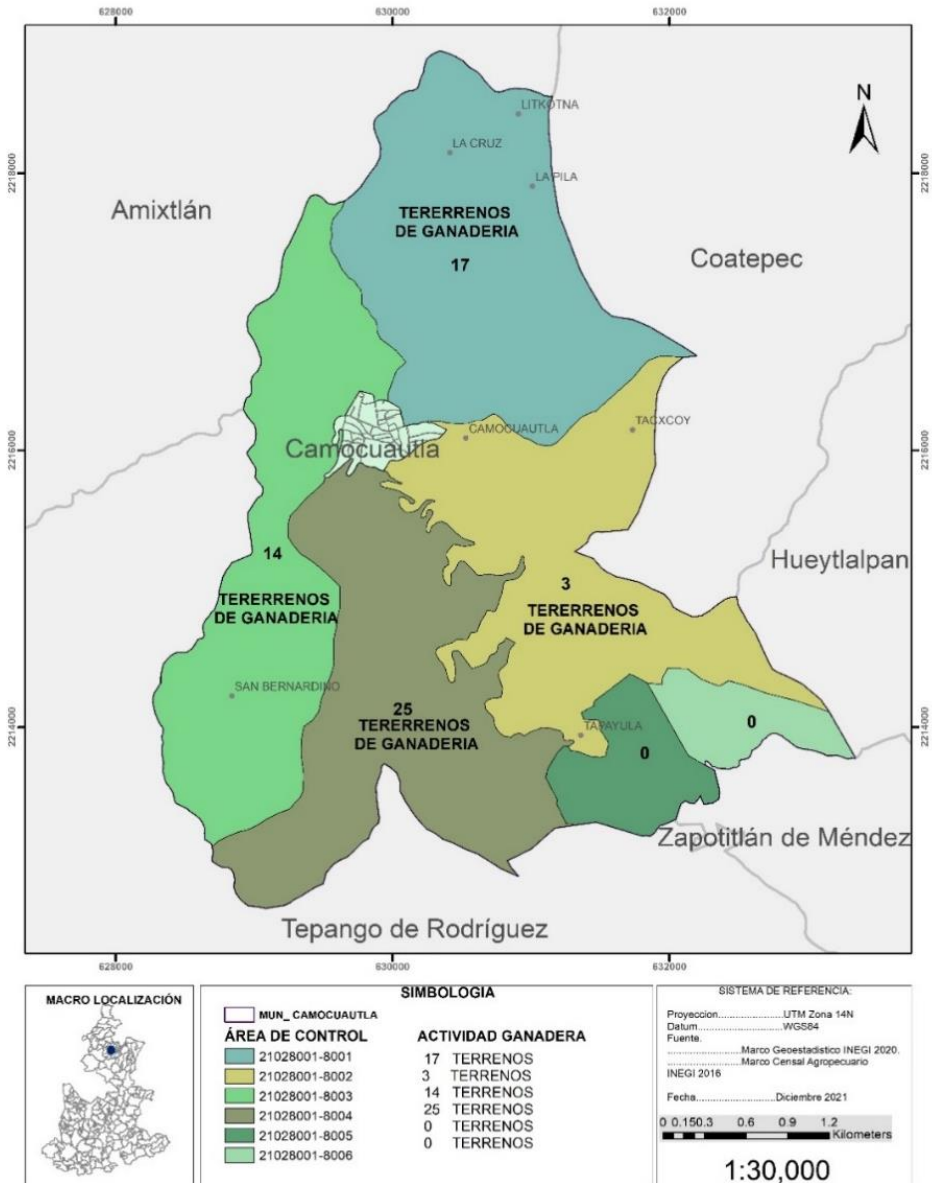 628000 630000 632000
N
LITKOTNA
LA CRUZ
2218000 2218000
LA PILA
Amixtlán
TERERRENOS
DE GANADERIA
17
Coatepec
TACXCOY
CAMOCUAUTLA
2216000 2216000
Camocuautla
14
Hueytlalpan
3
TERERRENOS
DE GANADERIA
TERERRENOS
DE GANADERIA
SAN BERNARDINO
25
TERERRENOS
DE GANADERIA
2214000 2214000
TAPAYULA
0
0
Zapotitlán de Méndez
Tepango de Rodríguez
628000 630000 632000
MACRO LOCALIZACIÓN
SIMBOLOGIA
MUN_ CAMOCUAUTLA
ÁREA DE CONTROL ACTIVIDAD GANADERA
21028001-8001 17 TERRENOS
21028001-8002 3 TERRENOS
21028001-8003 14 TERRENOS
21028001-8004 25 TERRENOS
21028001-8005 0 TERRENOS
21028001-8006 0 TERRENOS
SISTEMA DE REFERENCIA:
Proyeccion......................UTM Zona 14N
Datum............................WGS84
Fuente.
....................Marco Geoestadistico INEGI 2020.
....................Marco Censal Agropecuario
INEGI 2016
Fecha.......................Diciembre 2021
0 0.150.3 0.6 0.9 1.2
Kilometers
1:30,000